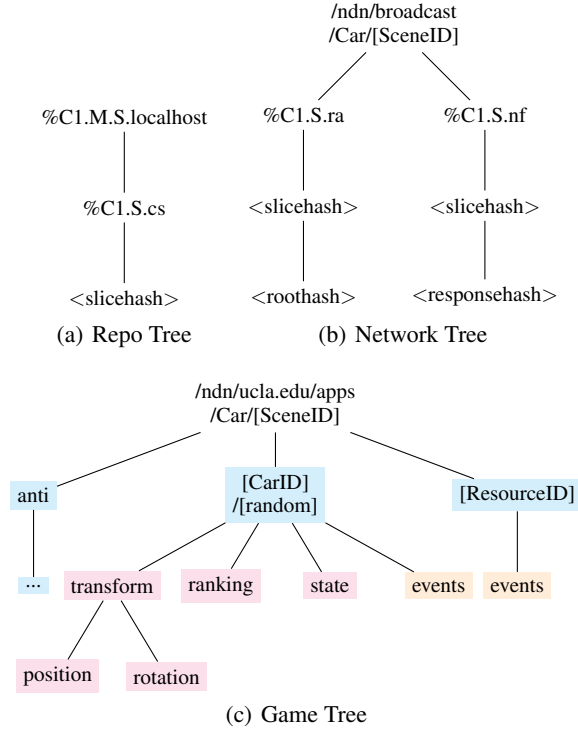 /ndn/broadcast
/Car/[SceneID]
%C1.M.S.localhost
%C1.S.ra
%C1.S.nf
%C1.S.cs
<slicehash>
<slicehash>
<slicehash>
<roothash>
<responsehash>
(a) Repo Tree
(b) Network Tree
/ndn/ucla.edu/apps
/Car/[SceneID]
anti
[CarID]
/[random]
[ResourceID]
...
transform
ranking
state
events
events
position
rotation
(c) Game Tree